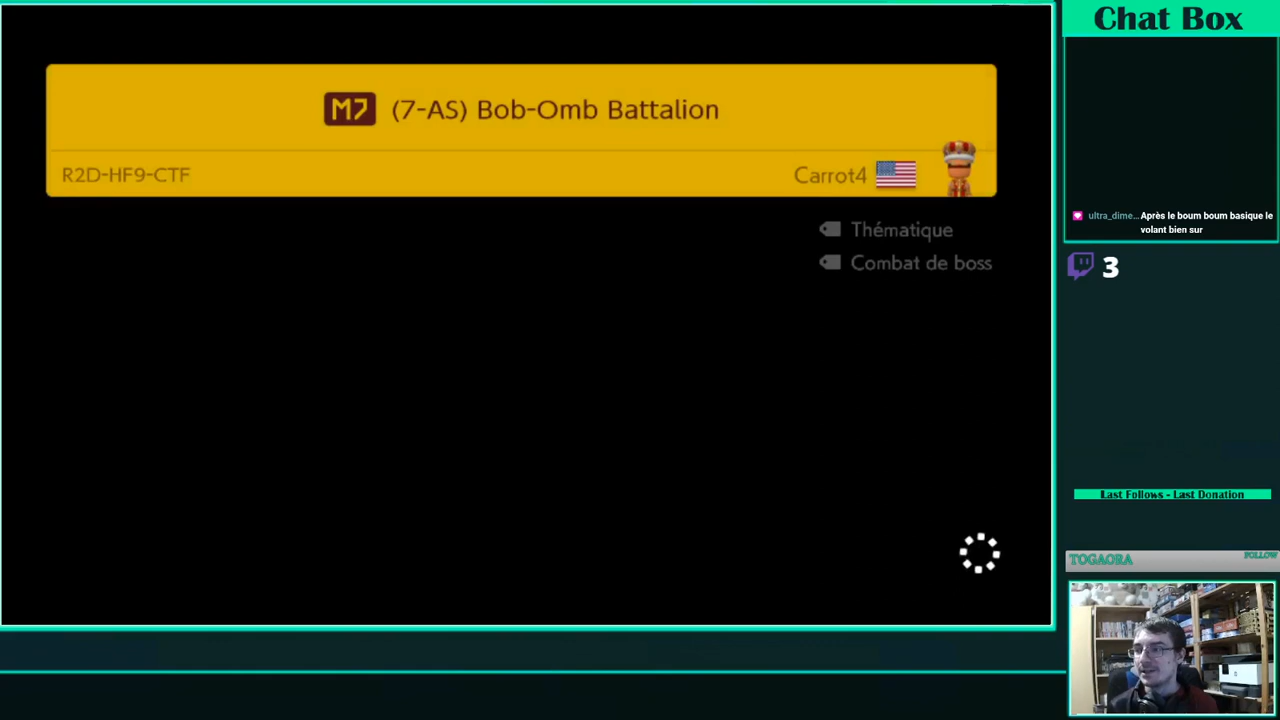 Chat Box
M7 (7-AS) Bob-Omb Battalion
R2D-HF9-CTF
Carrot4
Thématique
Combat de boss
ultra_dime... Après le boum boum basique le
volant bien sur
3
Last Follows - Last Donation
TOGAORA
FOLLOW